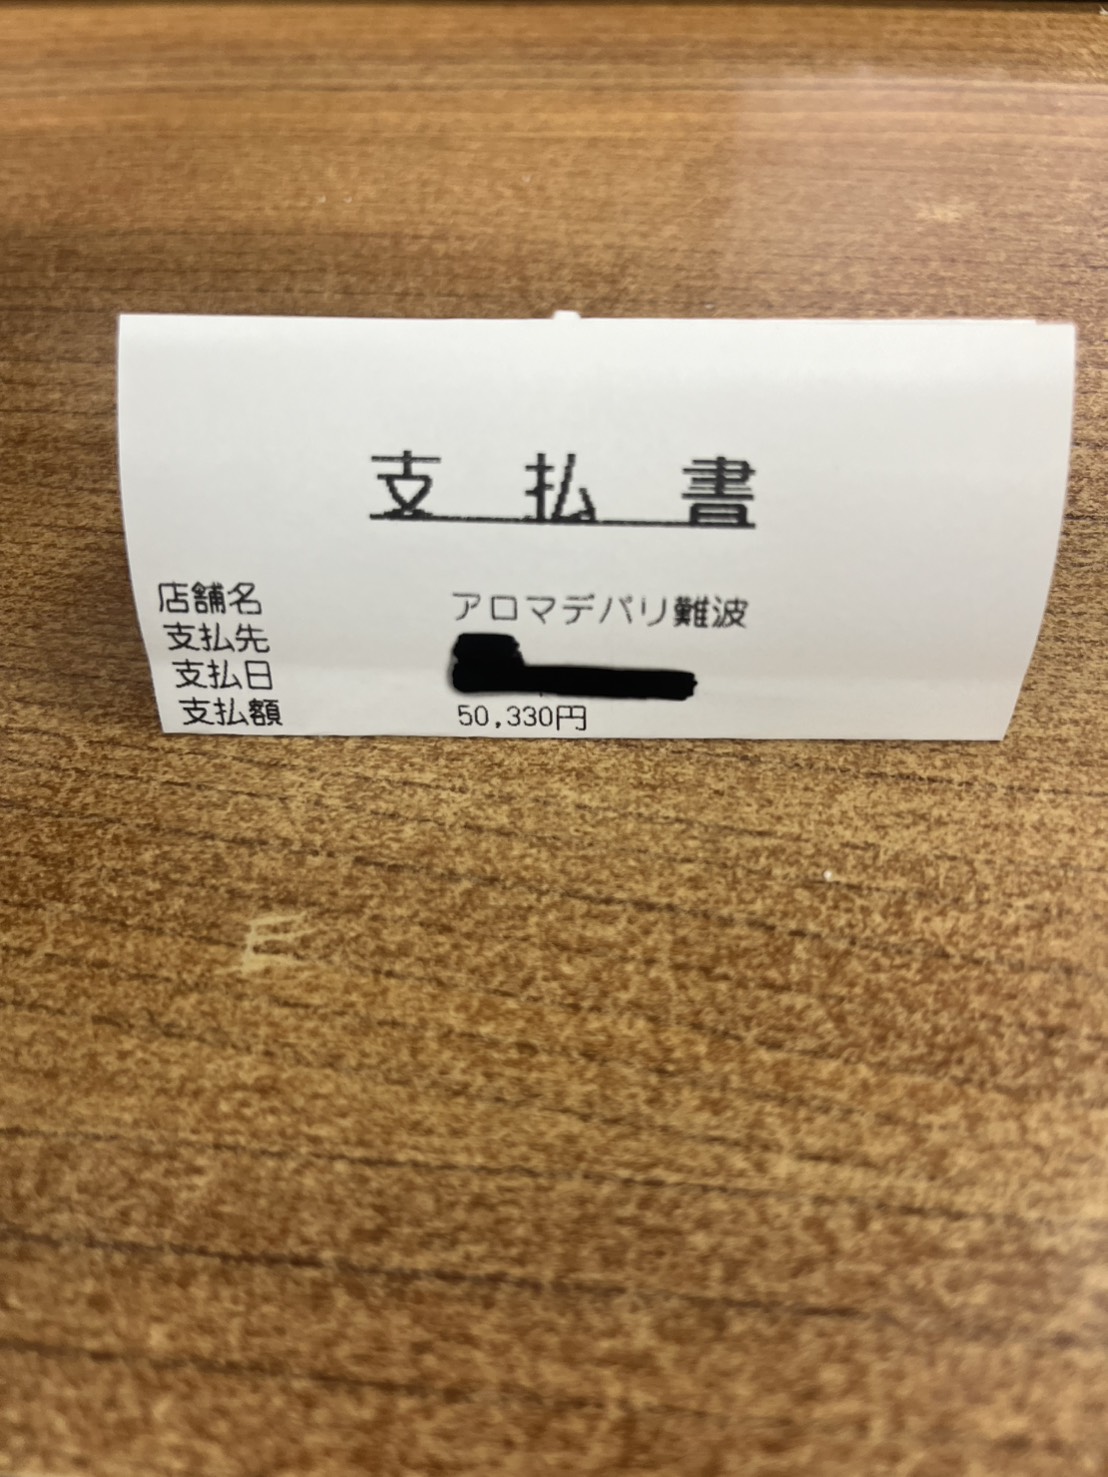 支払書
店舗名 アロマデパリ難波
支払先
支払日
支払額 50,330円